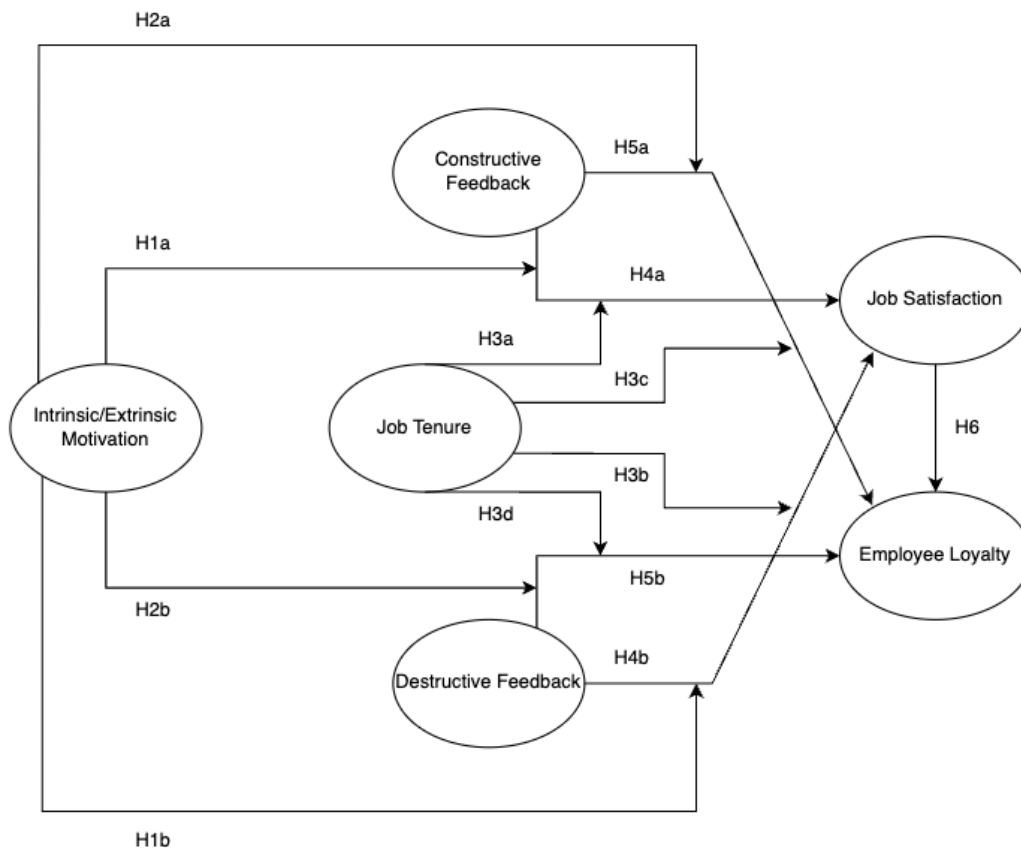 H2a
Constructive
Feedback
H5a
H1a
H4a
Job Satisfaction
H3a
H3c
Intrinsic/Extrinsic
Motivation
Job Tenure
H6
H3b
H3d
Employee Loyalty
H5b
H2b
H4b
Destructive Feedback
H1b